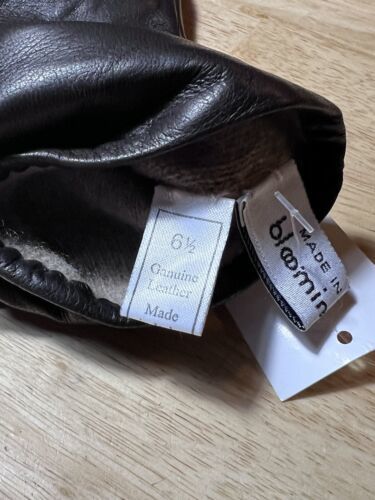 6½
Genuine
Leather
Made
MADE IN
bloomin